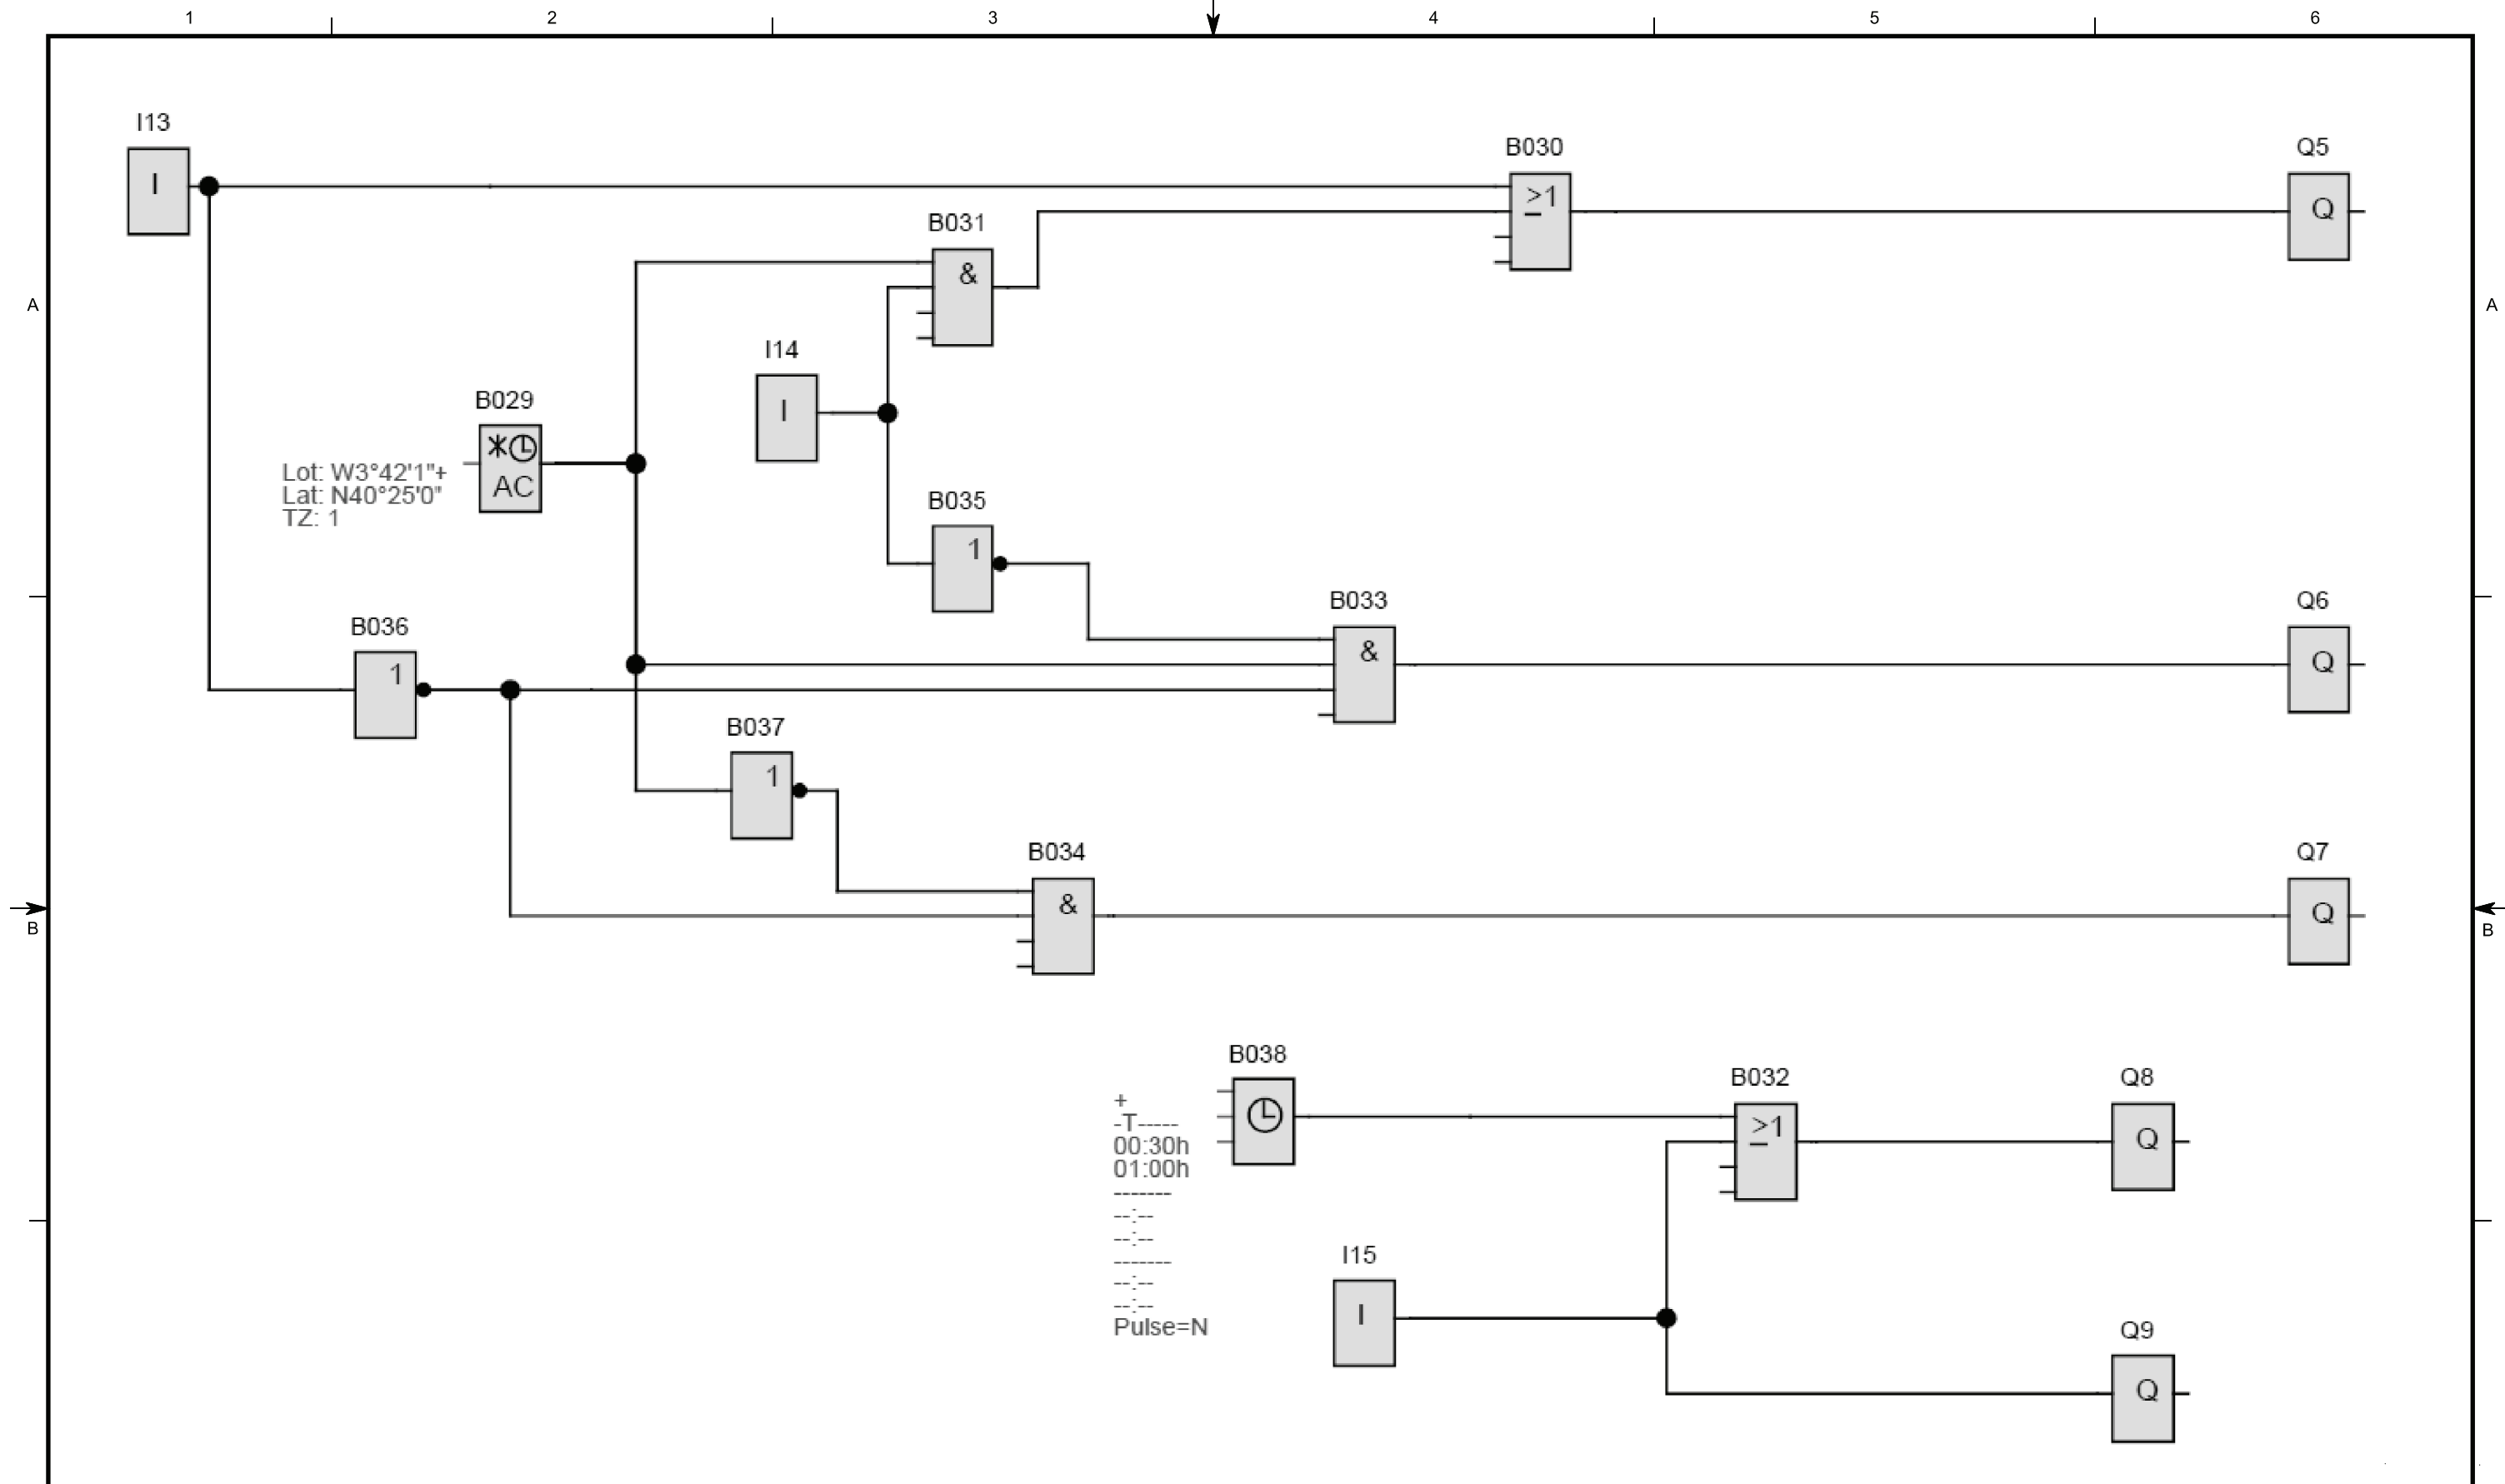 1 2 3 4 5 6
I13
I
B030
>1
Q5
Q
B031
&
A
A
I14
I
B029
AC
Lot: W3°42'1"+
Lat: N40°25'0"
TZ: 1
B035
1
B033
&
Q6
Q
B036
1
B037
1
B034
&
Q7
Q
B
B
B038
+
-T-----
00:30h
01:00h
-------
--:--
--:--
-------
--:--
--:--
Pulse=N
B032
>1
Q8
Q
I15
I
Q9
Q